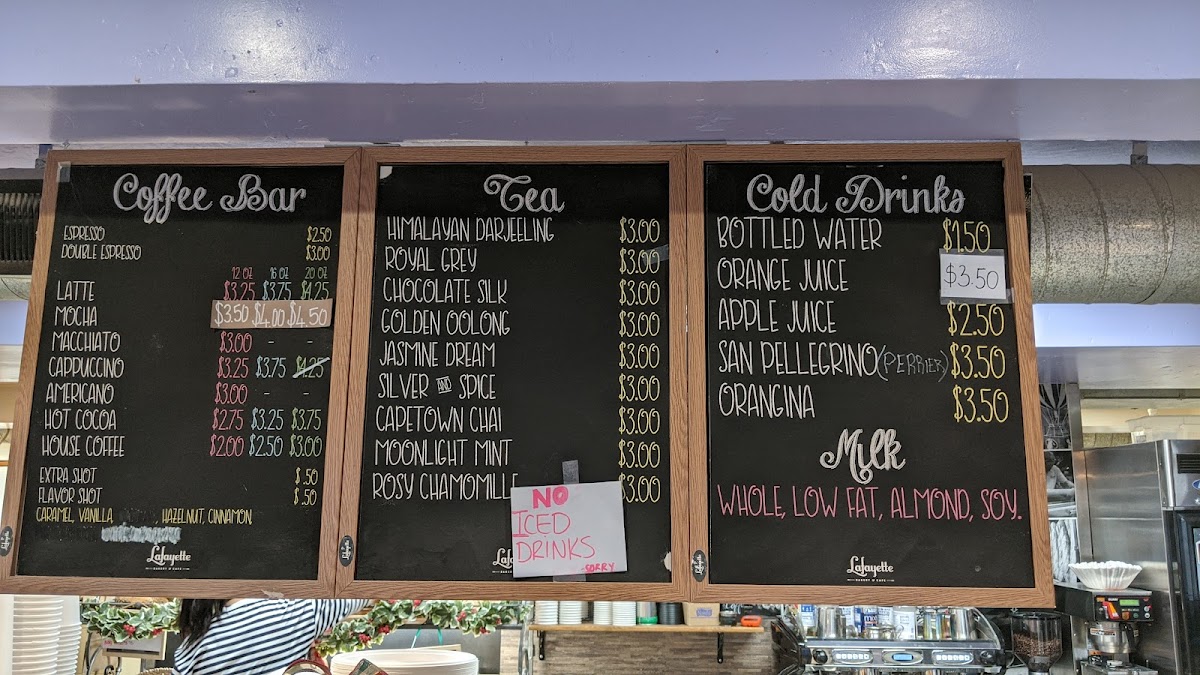 Coffee Bar
ESPRESSO $2.50
DOUBLE ESPRESSO $3.00
12 OZ 16 OZ 20 OZ
LATTE $3.25 $3.75 $4.25
MOCHA $3.50 $4.00 $4.50
MACCHIATO $3.00 - -
CAPPUCCINO $3.25 $3.75 $4.25
AMERICANO $3.00 - -
HOT COCOA $2.75 $3.25 $3.75
HOUSE COFFEE $2.00 $2.50 $3.00
EXTRA SHOT $.50
FLAVOR SHOT $.50
CARAMEL, VANILLA, HAZELNUT, CINNAMON.
Lafayette
BAKERY & CAFE
Tea
HIMALAYAN DARJEELING $3.00
ROYAL GREY $3.00
CHOCOLATE SILK $3.00
GOLDEN OOLONG $3.00
JASMINE DREAM $3.00
SILVER AND SPICE $3.00
CAPETOWN CHAI $3.00
MOONLIGHT MINT $3.00
ROSY CHAMOMILLE $3.00
NO
ICED
DRINKS
-SORRY
Cold Drinks
BOTTLED WATER $1.50
ORANGE JUICE $3.50
APPLE JUICE $2.50
SAN PELLEGRINO (PERRIER) $3.50
ORANGINA $3.50
Milk
WHOLE, LOW FAT, ALMOND, SOY.
Lafayette
BAKERY & CAFE